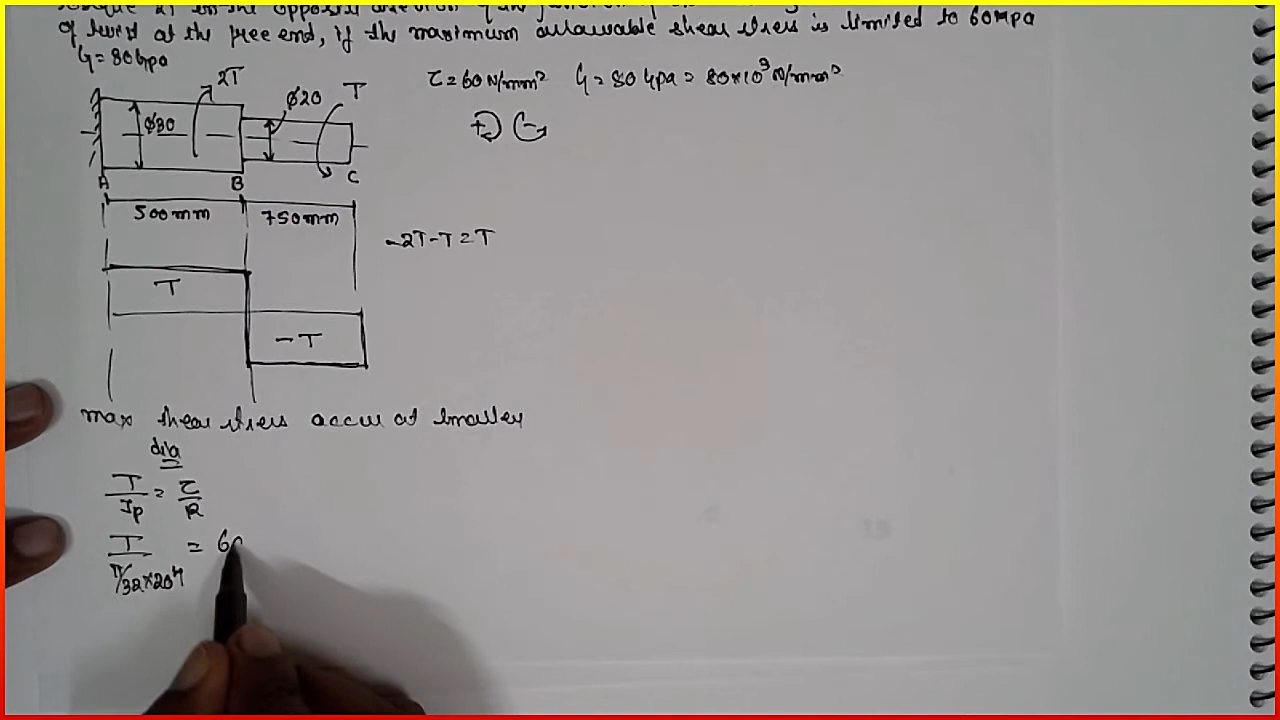 of twist at the free end, if the maximum allowable shear stress is limited to 60mpa
G = 80Gpa
τ = 60 N/mm² G = 80 Gpa = 80×10³ N/mm²
2T
ϕ20
T
ϕ30
+ -
A B C
500mm 750mm
-2T-T = T
T
-T
max shear stress accur at smaller
dia
T/Ip = τ/R
T/(π/32×20⁴) = 60